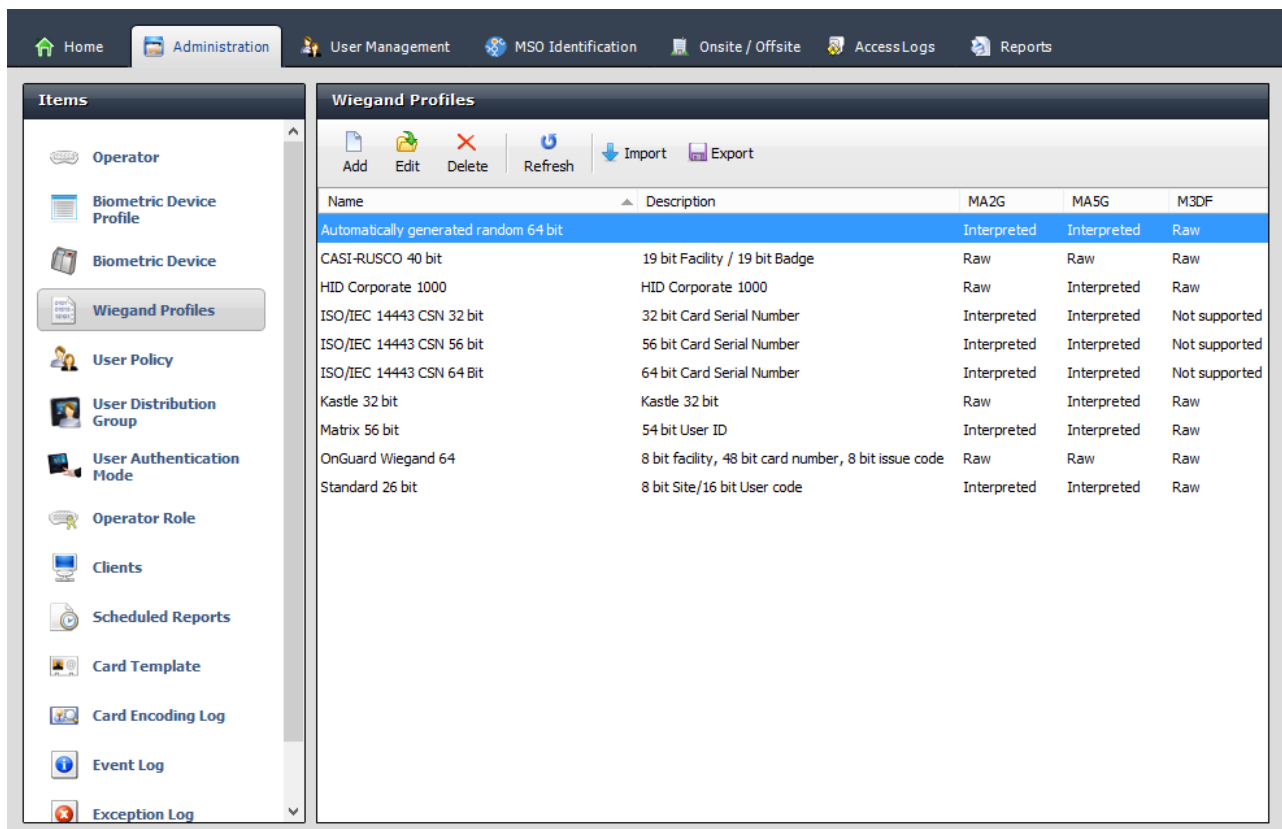 Home Administration User Management MSO Identification Onsite / Offsite Access Logs Reports
Items
Operator
Biometric Device
Profile
Biometric Device
Wiegand Profiles
User Policy
User Distribution
Group
User Authentication
Mode
Operator Role
Clients
Scheduled Reports
Card Template
Card Encoding Log
Event Log
Exception Log
Wiegand Profiles
Add Edit Delete Refresh Import Export
Name Description MA2G MA5G M3DF
Automatically generated random 64 bit Interpreted Interpreted Raw
CASI-RUSCO 40 bit 19 bit Facility / 19 bit Badge Raw Raw Raw
HID Corporate 1000 HID Corporate 1000 Raw Interpreted Raw
ISO/IEC 14443 CSN 32 bit 32 bit Card Serial Number Interpreted Interpreted Not supported
ISO/IEC 14443 CSN 56 bit 56 bit Card Serial Number Interpreted Interpreted Not supported
ISO/IEC 14443 CSN 64 Bit 64 bit Card Serial Number Interpreted Interpreted Not supported
Kastle 32 bit Kastle 32 bit Raw Interpreted Raw
Matrix 56 bit 54 bit User ID Interpreted Interpreted Raw
OnGuard Wiegand 64 8 bit facility, 48 bit card number, 8 bit issue code Raw Raw Raw
Standard 26 bit 8 bit Site/16 bit User code Interpreted Interpreted Raw